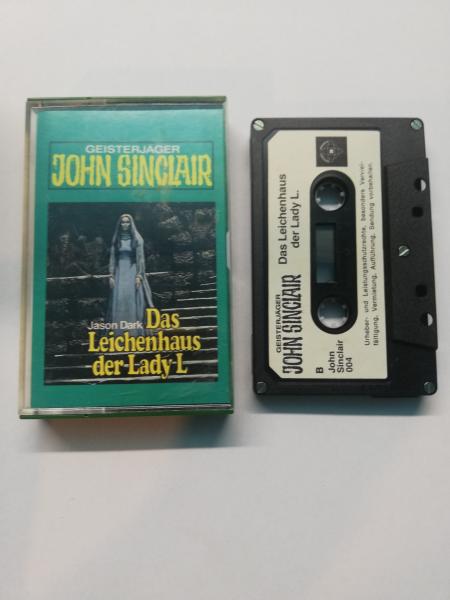 GEISTERJÄGER
JOHN SINCLAIR
Jason Dark Das
Leichenhaus
der-Lady-L
GEISTERJÄGER
JOHN SINCLAIR
Das Leichenhaus
der Lady L.
B
John
Sinclair
004
Urheber- und Leistungsschutzrechte, besonders Verviel-
fältigung, Vermietung, Aufführung, Sendung vorbehalten.